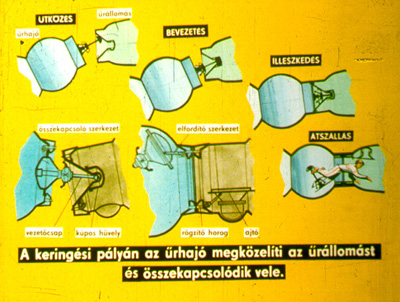 ÜTKÖZÉS
űrállomás
űrhajó
BEVEZETÉS
ILLESZKEDÉS
ÁTSZÁLLÁS
összekapcsoló szerkezet
elfordító szerkezet
vezetőcsap
kúpos hüvely
rögzítő horog
ajtó
A keringési pályán az űrhajó megközelíti az űrállomást
és összekapcsolódik vele.